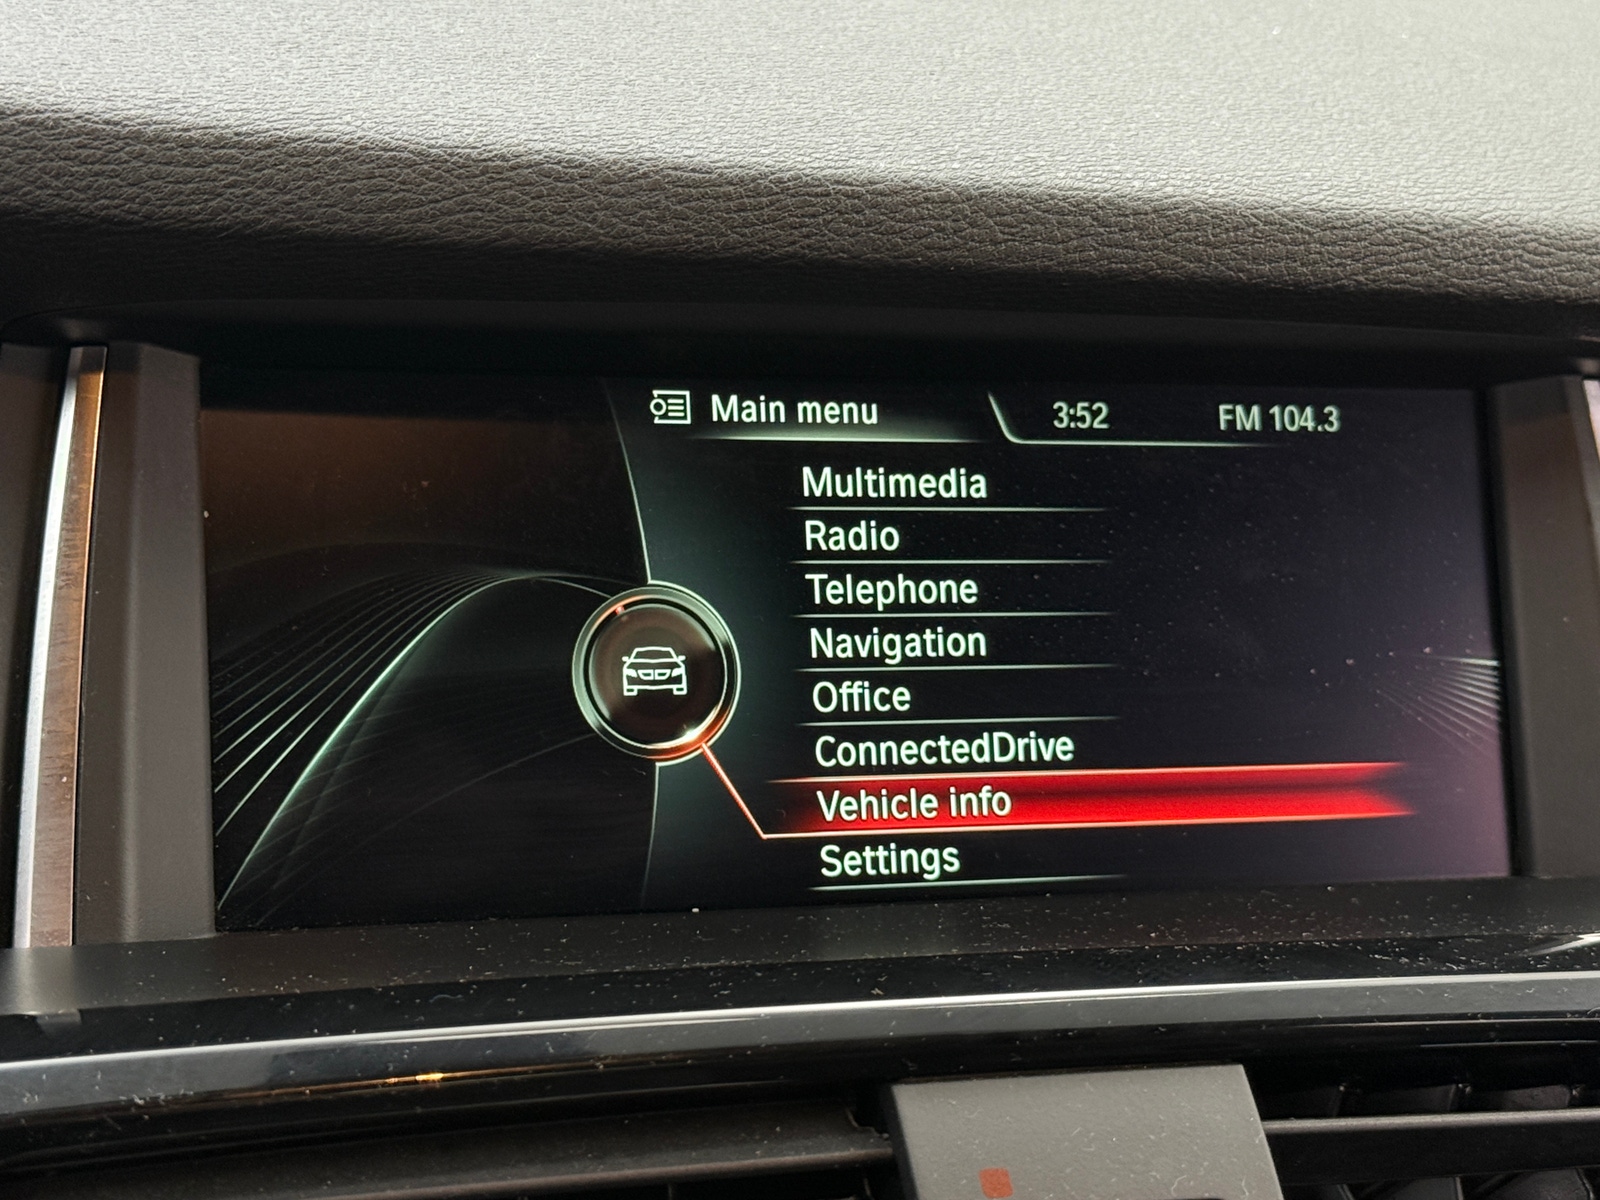 Main menu 3:52 FM 104.3
Multimedia
Radio
Telephone
Navigation
Office
ConnectedDrive
Vehicle info
Settings